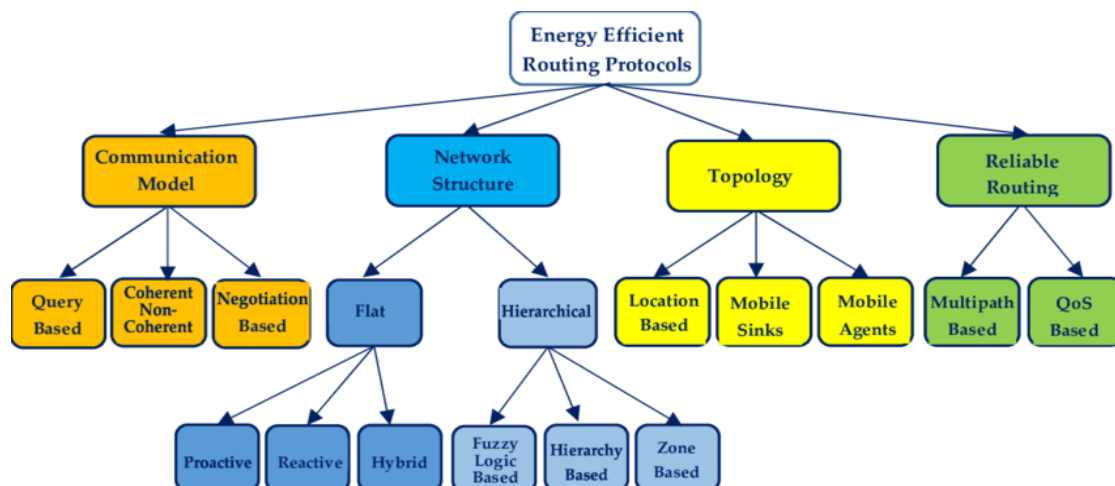 Energy Efficient
Routing Protocols
Communication
Model
Network
Structure
Topology
Reliable
Routing
Query
Based
Coherent
Non-
Coherent
Negotiation
Based
Flat
Hierarchical
Location
Based
Mobile
Sinks
Mobile
Agents
Multipath
Based
QoS
Based
Proactive
Reactive
Hybrid
Fuzzy
Logic
Based
Hierarchy
Based
Zone
Based